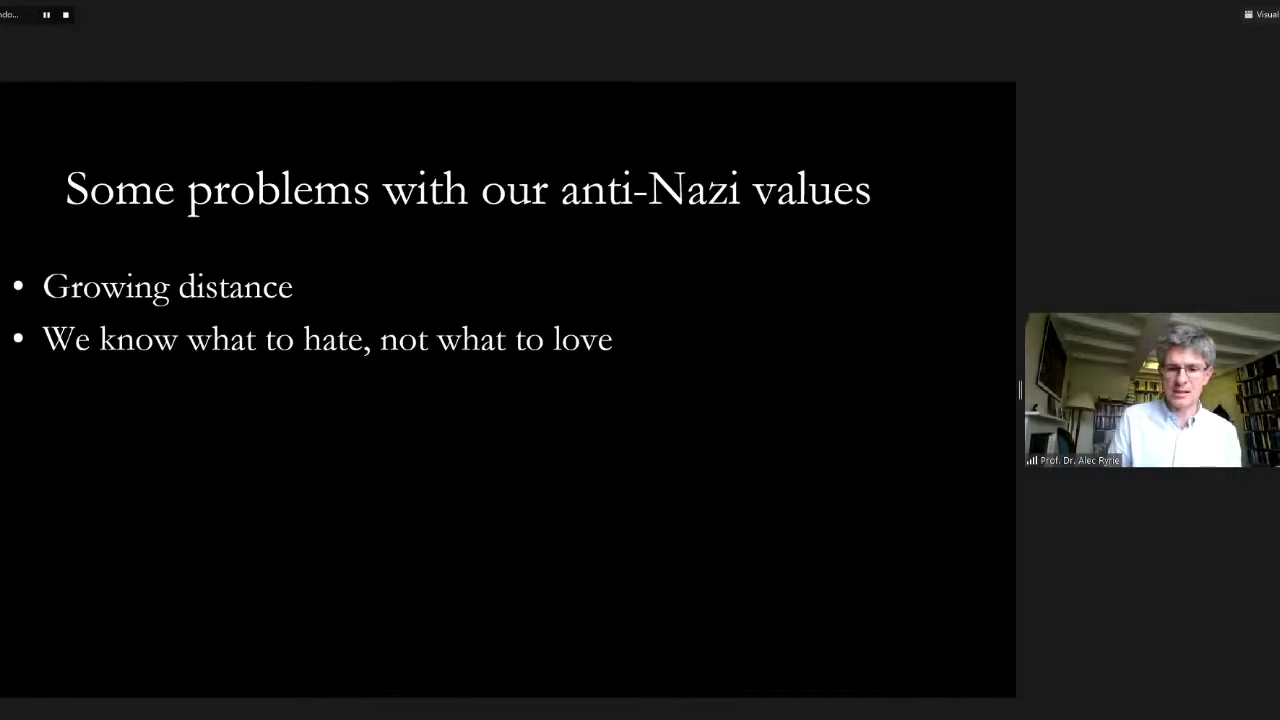 ndo...
Visual
Some problems with our anti-Nazi values
• Growing distance
• We know what to hate, not what to love
Prof. Dr. Alec Ryrie